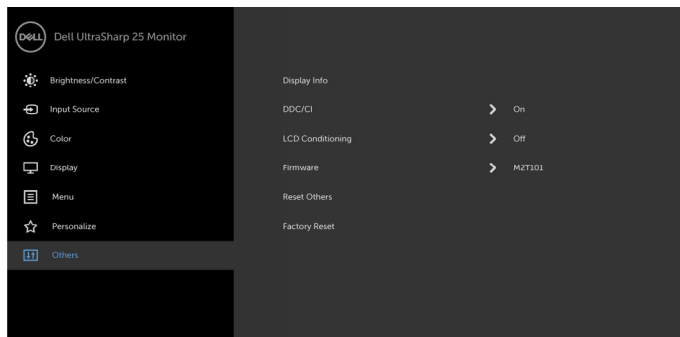 DELL Dell UltraSharp 25 Monitor
Brightness/Contrast Display Info
Input Source DDC/CI On
Color LCD Conditioning Off
Display Firmware M2T101
Menu Reset Others
Personalize Factory Reset
Others